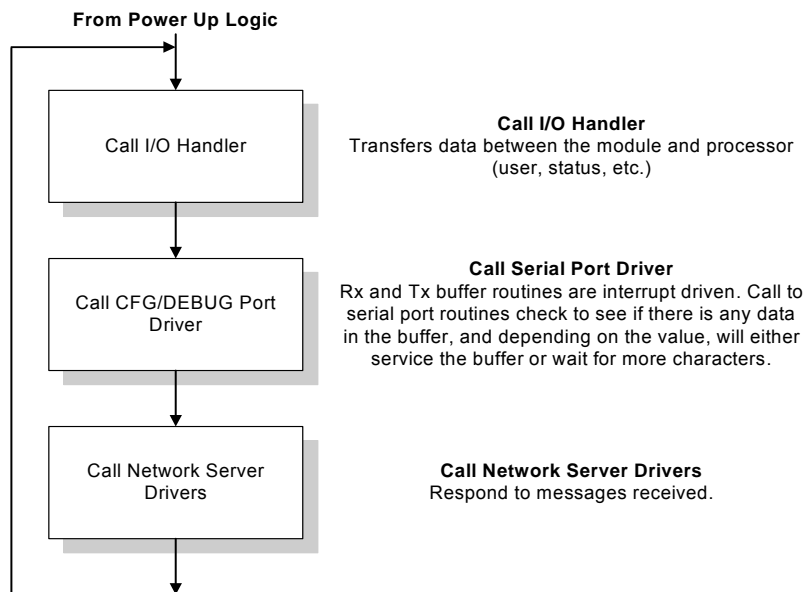 From Power Up Logic
Call I/O Handler
Call I/O Handler
Transfers data between the module and processor
(user, status, etc.)
Call CFG/DEBUG Port
Driver
Call Serial Port Driver
Rx and Tx buffer routines are interrupt driven. Call to
serial port routines check to see if there is any data
in the buffer, and depending on the value, will either
service the buffer or wait for more characters.
Call Network Server
Drivers
Call Network Server Drivers
Respond to messages received.